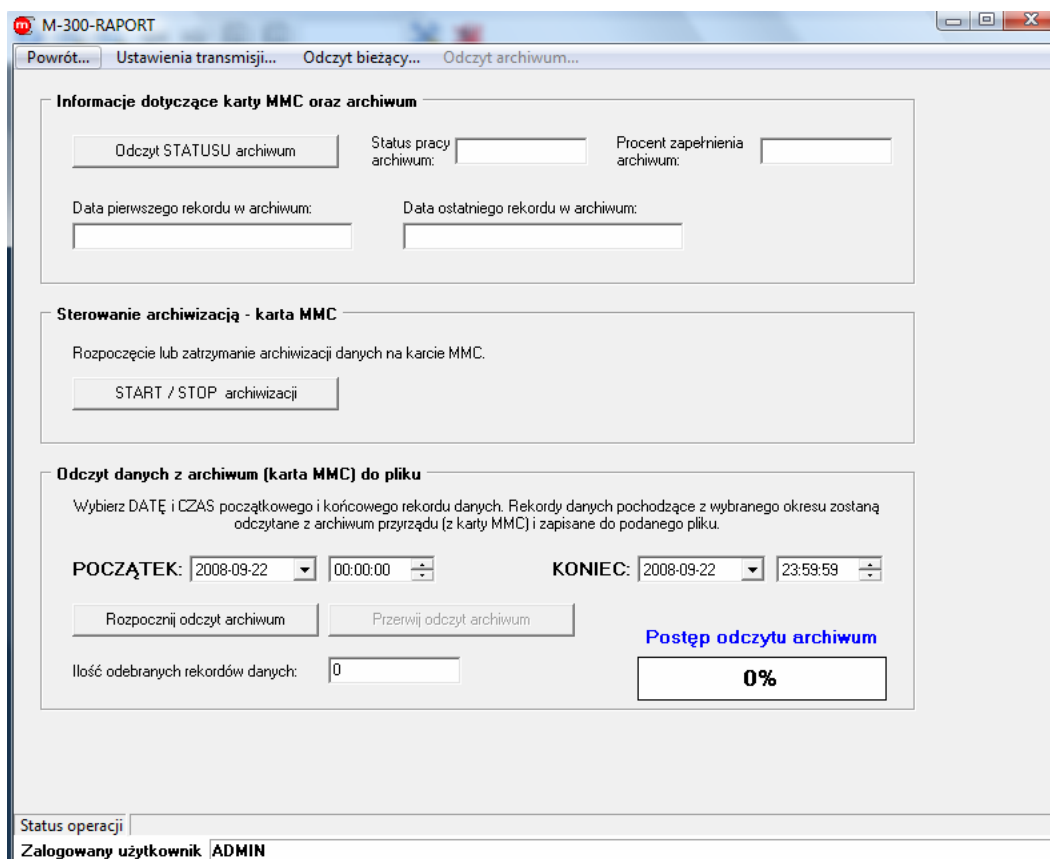 M-300-RAPORT
Powrót... Ustawienia transmisji... Odczyt bieżący... Odczyt archiwum...
Informacje dotyczące karty MMC oraz archiwum
Odczyt STATUSU archiwum
Status pracy archiwum:
Procent zapełnienia archiwum:
Data pierwszego rekordu w archiwum:
Data ostatniego rekordu w archiwum:
Sterowanie archiwizacją - karta MMC
Rozpoczęcie lub zatrzymanie archiwizacji danych na karcie MMC.
START / STOP archiwizacji
Odczyt danych z archiwum (karta MMC) do pliku
Wybierz DATĘ i CZAS początkowego i końcowego rekordu danych. Rekordy danych pochodzące z wybranego okresu zostaną
odczytane z archiwum przyrządu (z karty MMC) i zapisane do podanego pliku.
POCZĄTEK: 2008-09-22 00:00:00 KONIEC: 2008-09-22 23:59:59
Rozpocznij odczyt archiwum Przerwij odczyt archiwum
Postęp odczytu archiwum
Ilość odebranych rekordów danych: 0
0%
Status operacji
Zalogowany użytkownik ADMIN